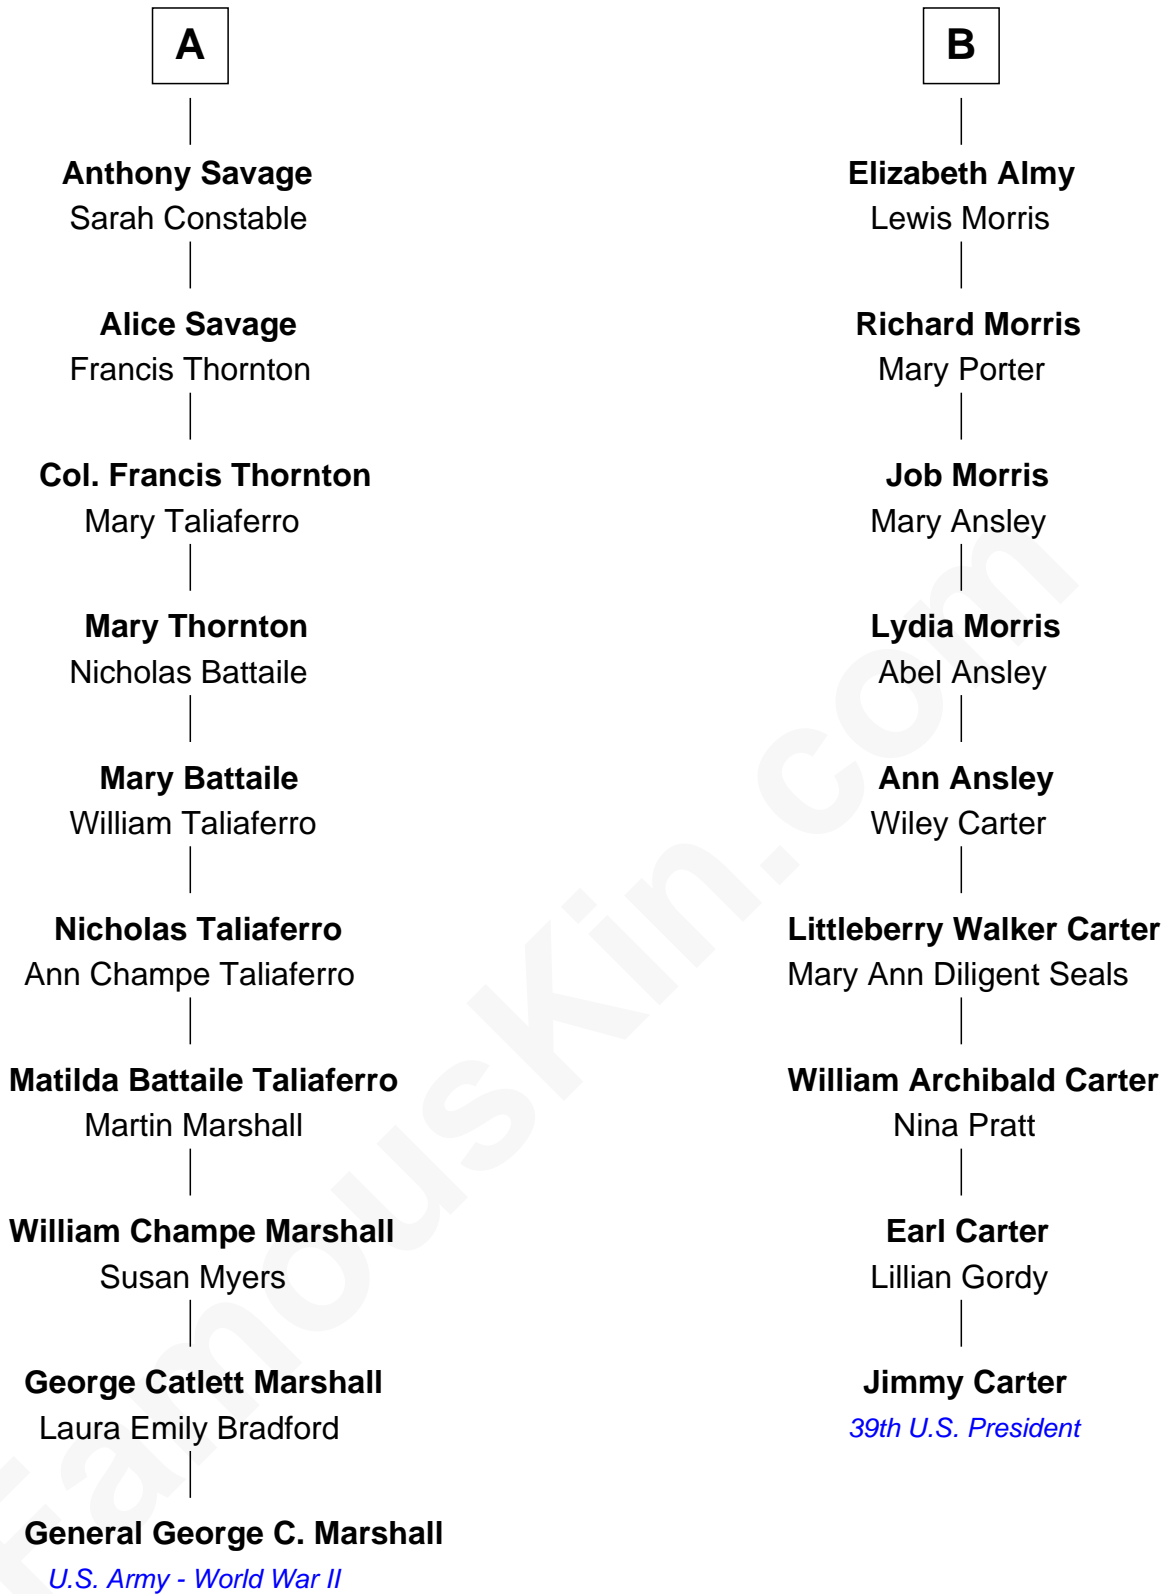 A
Anthony Savage
Sarah Constable
Alice Savage
Francis Thornton
Col. Francis Thornton
Mary Taliaferro
Mary Thornton
Nicholas Battaile
Mary Battaile
William Taliaferro
Nicholas Taliaferro
Ann Champe Taliaferro
Matilda Battaile Taliaferro
Martin Marshall
William Champe Marshall
Susan Myers
George Catlett Marshall
Laura Emily Bradford
General George C. Marshall
U.S. Army - World War II
B
Elizabeth Almy
Lewis Morris
Richard Morris
Mary Porter
Job Morris
Mary Ansley
Lydia Morris
Abel Ansley
Ann Ansley
Wiley Carter
Littleberry Walker Carter
Mary Ann Diligent Seals
William Archibald Carter
Nina Pratt
Earl Carter
Lillian Gordy
Jimmy Carter
39th U.S. President
FamousKin.com